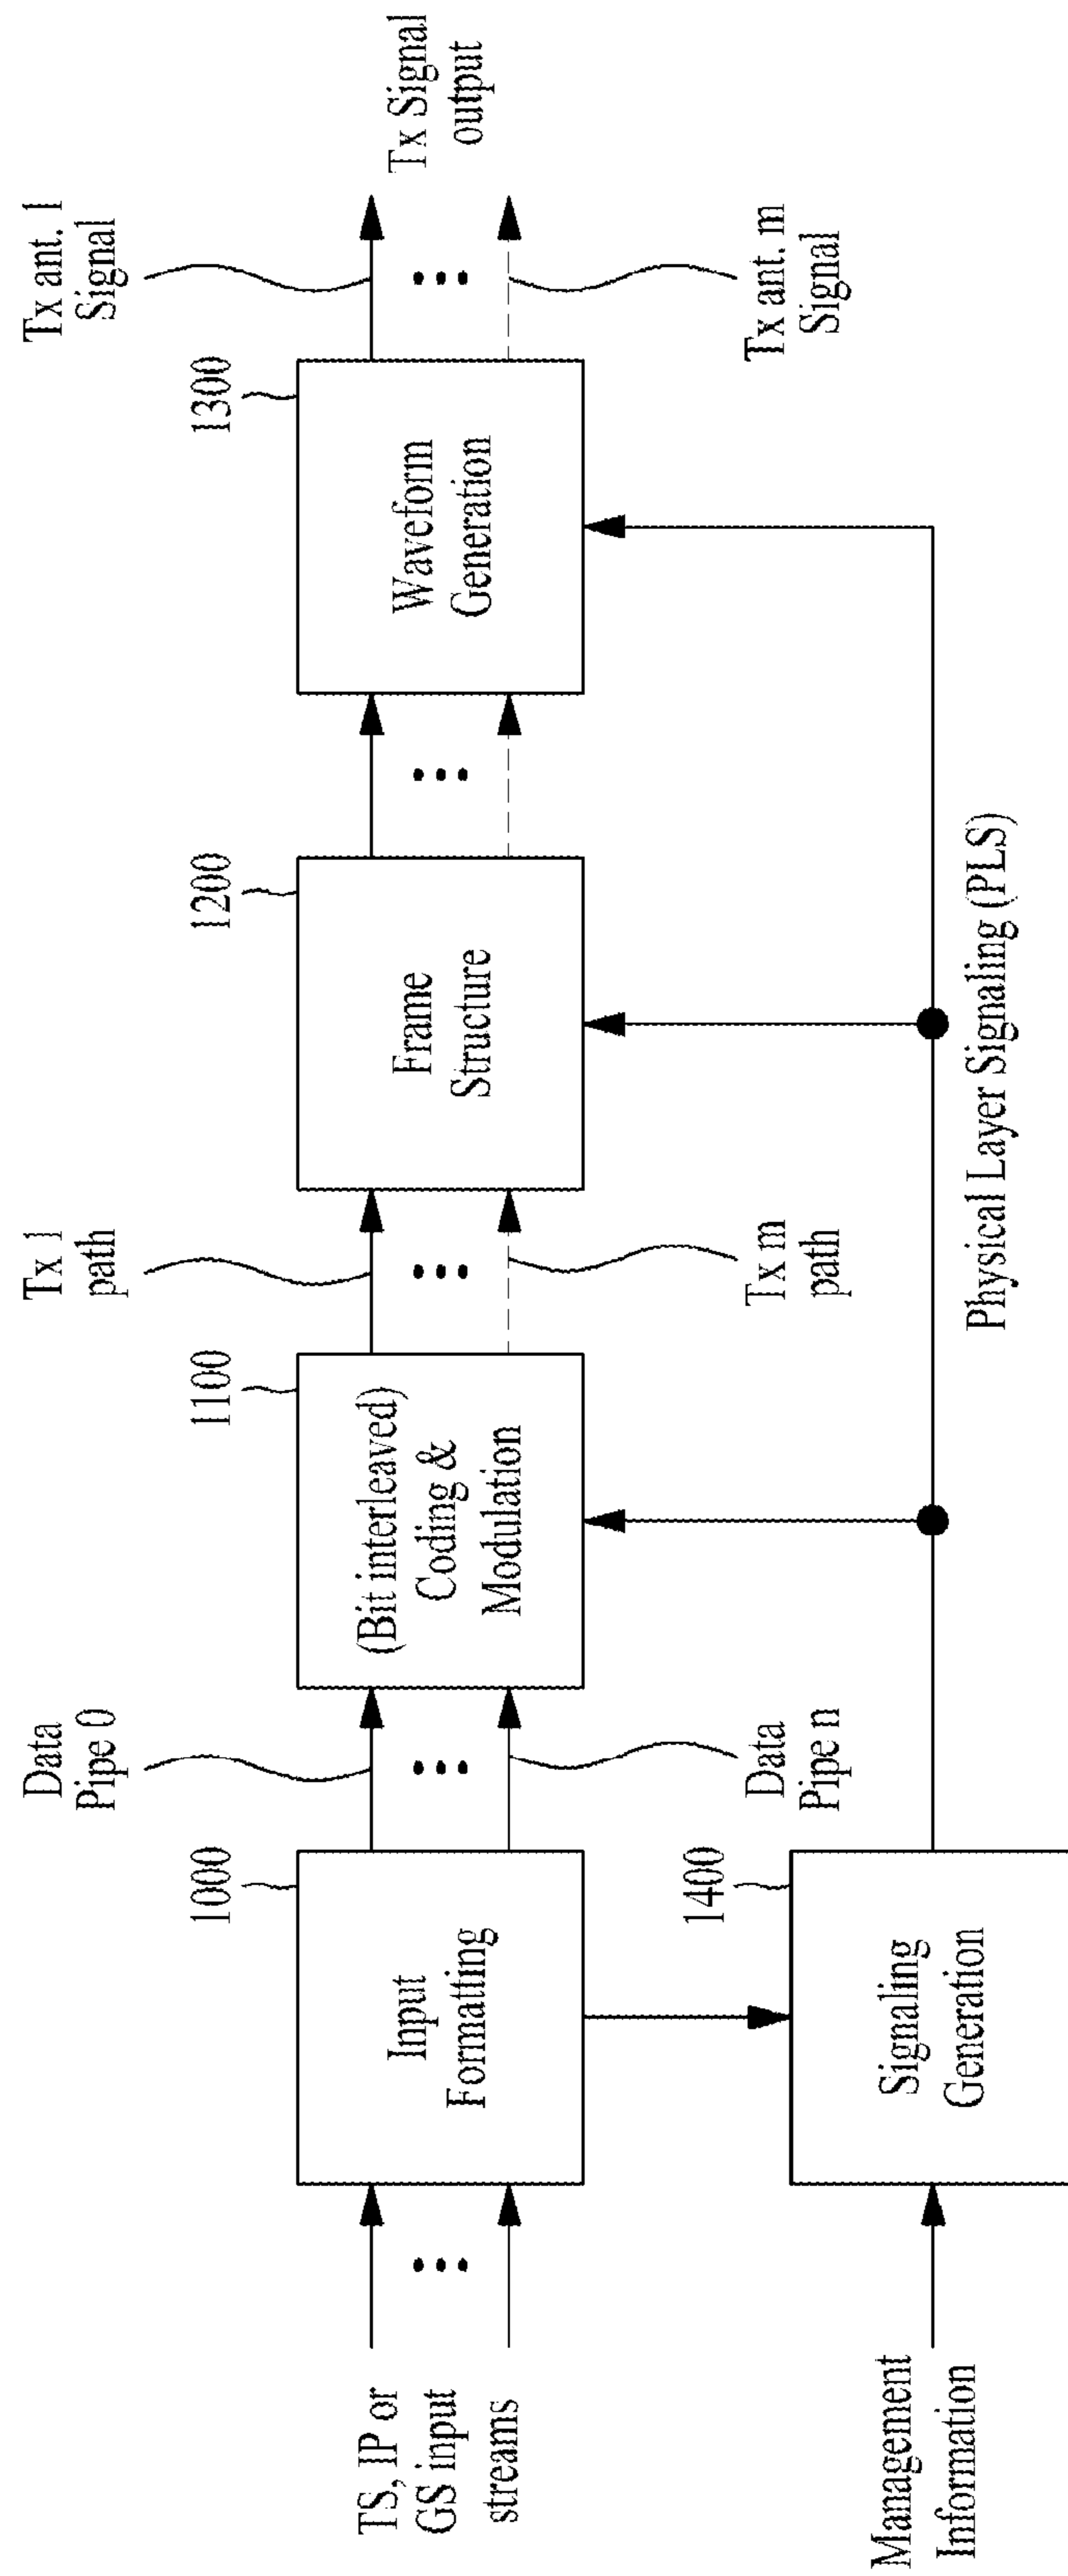 Tx ant. 1
Signal
1300
Tx Signal
output
Waveform
Generation
Tx ant. m
Signal
1200
Frame
Structure
Tx 1
path
Tx m
path
1100
(Bit interleaved)
Coding &
Modulation
Data
Pipe 0
Data
Pipe n
1000
Input
Formatting
TS, IP or
GS input
streams
1400
Signaling
Generation
Management
Information
Physical Layer Signaling (PLS)